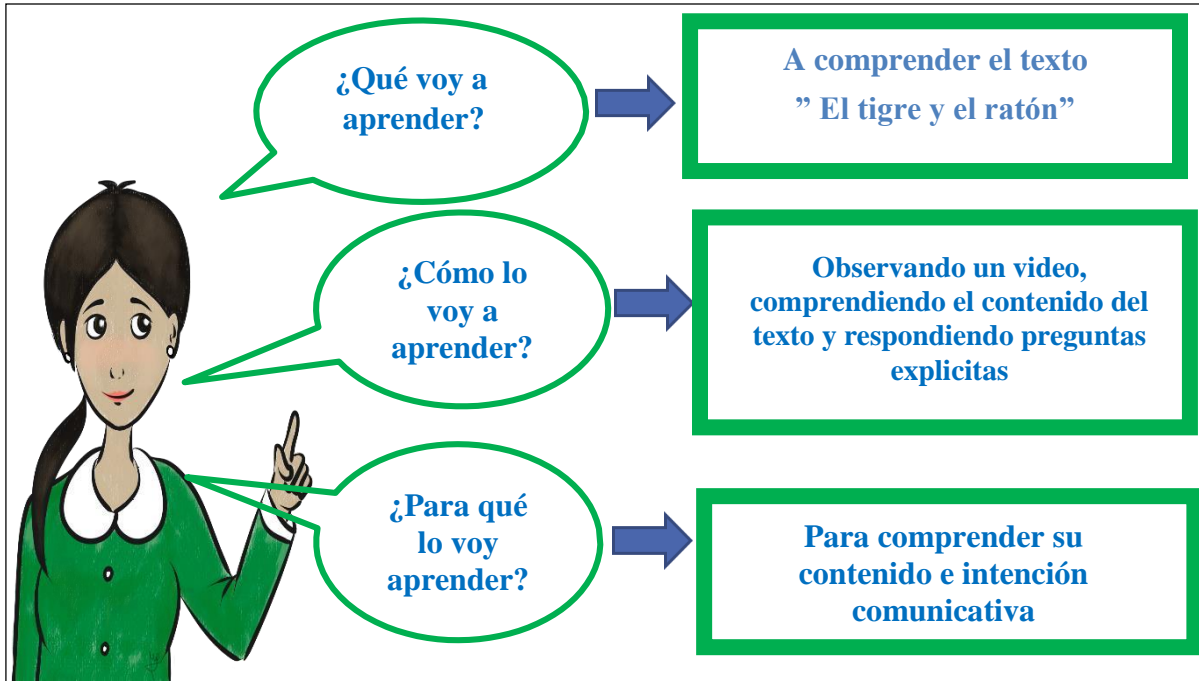 ¿Qué voy a
aprender?
A comprender el texto
” El tigre y el ratón”
¿Cómo lo
voy a
aprender?
Observando un video,
comprendiendo el contenido del
texto y respondiendo preguntas
explicitas
¿Para qué
lo voy
aprender?
Para comprender su
contenido e intención
comunicativa